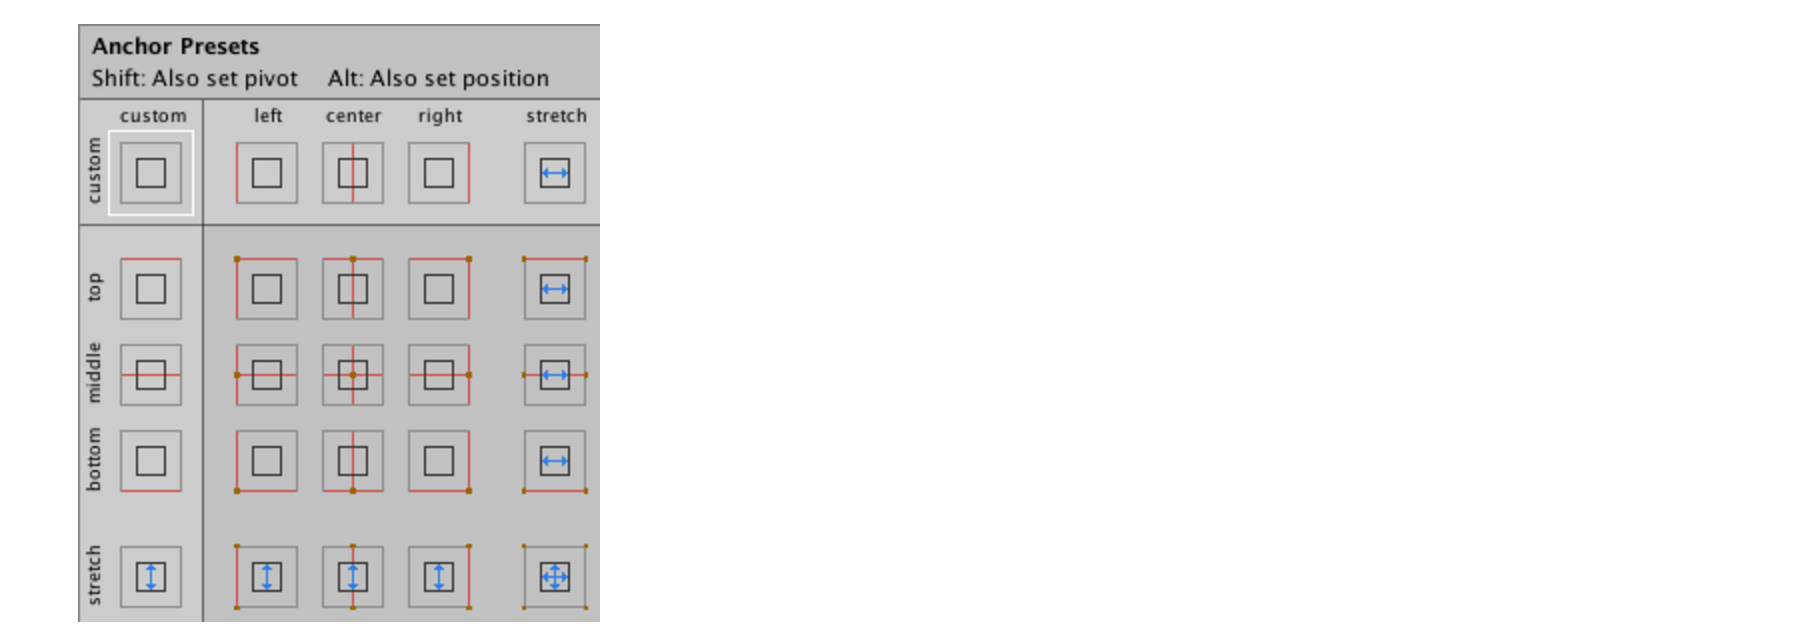 Anchor Presets
Shift: Also set pivot Alt: Also set position
custom left center right stretch
custom
top
middle
bottom
stretch